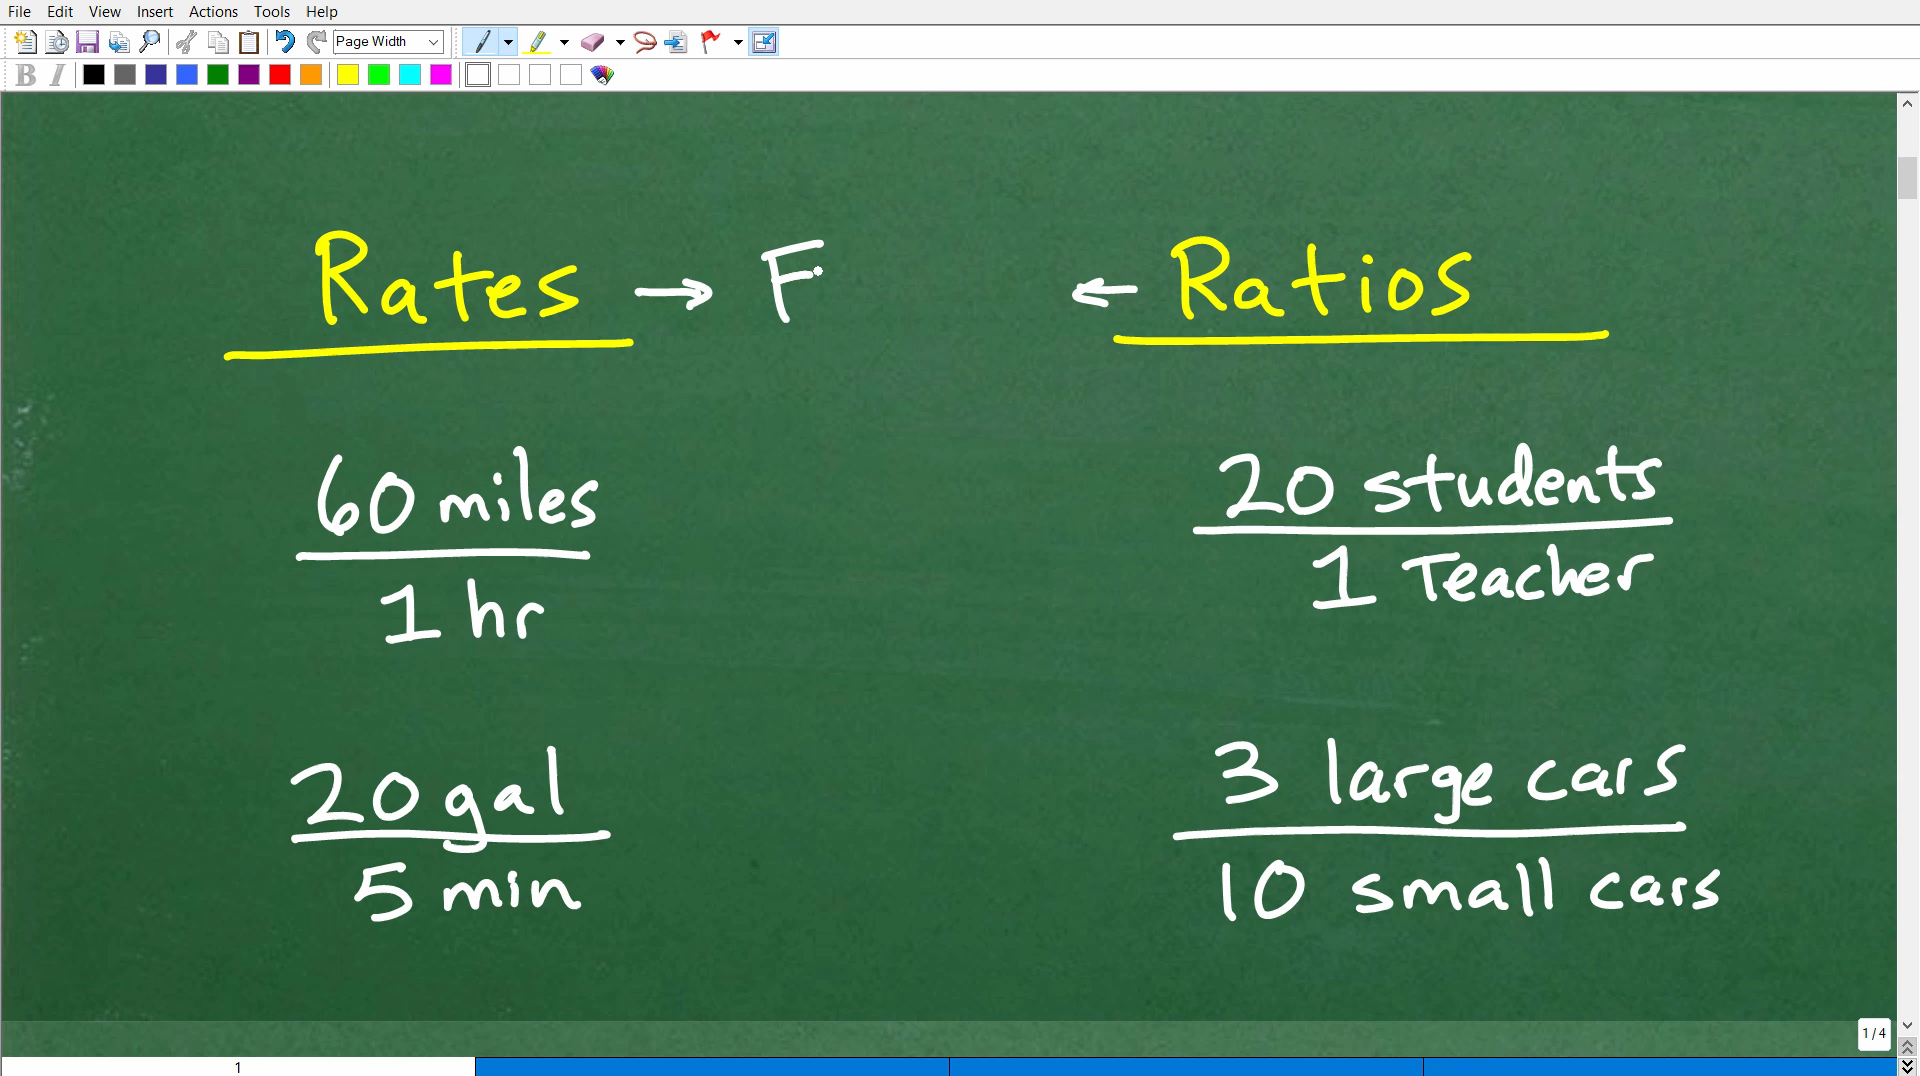 File Edit View Insert Actions Tools Help
Page Width
B I
Rates → F ← Ratios
60 miles
1 hr
20 students
1 Teacher
20 gal
5 min
3 large cars
10 small cars
1 / 4
1